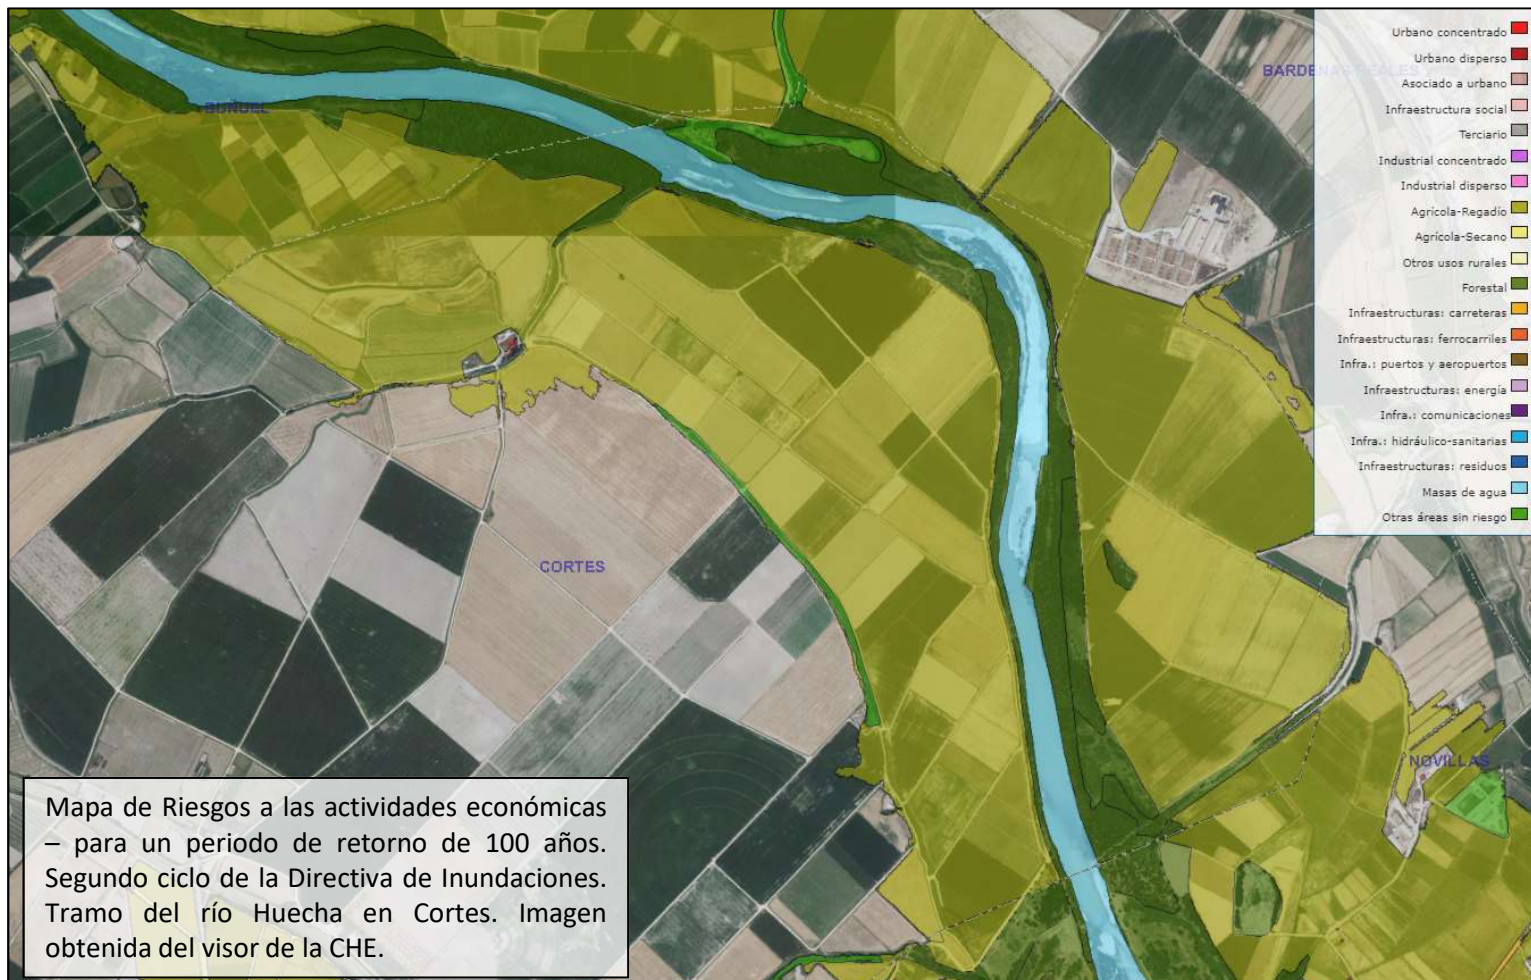 Urbano concentrado
Urbano disperso
BARDENAS REALES
Asociado a urbano
Infraestructura social
BUÑUEL
Terciario
Industrial concentrado
Industrial disperso
Agrícola-Regadío
Agrícola-Secano
Otros usos rurales
Forestal
Infraestructuras: carreteras
Infraestructuras: ferrocarriles
Infra.: puertos y aeropuertos
Infraestructuras: energía
Infra.: comunicaciones
Infra.: hidráulico-sanitarias
Infraestructuras: residuos
Masas de agua
Otras áreas sin riesgo
CORTES
NOVILLAS
Mapa de Riesgos a las actividades económicas
– para un periodo de retorno de 100 años.
Segundo ciclo de la Directiva de Inundaciones.
Tramo del río Huecha en Cortes. Imagen
obtenida del visor de la CHE.